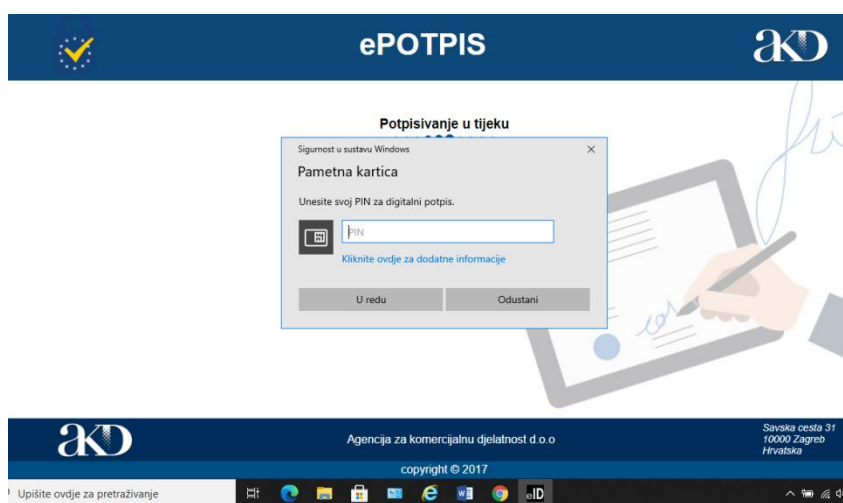 ePOTPIS
AKD
Potpisivanje u tijeku
Sigurnost u sustavu Windows
Pametna kartica
Unesite svoj PIN za digitalni potpis.
PIN
Kliknite ovdje za dodatne informacije
U redu
Odustani
AKD
Agencija za komercijalnu djelatnost d.o.o
Savska cesta 31
10000 Zagreb
Hrvatska
copyright © 2017
Upišite ovdje za pretraživanje
eID